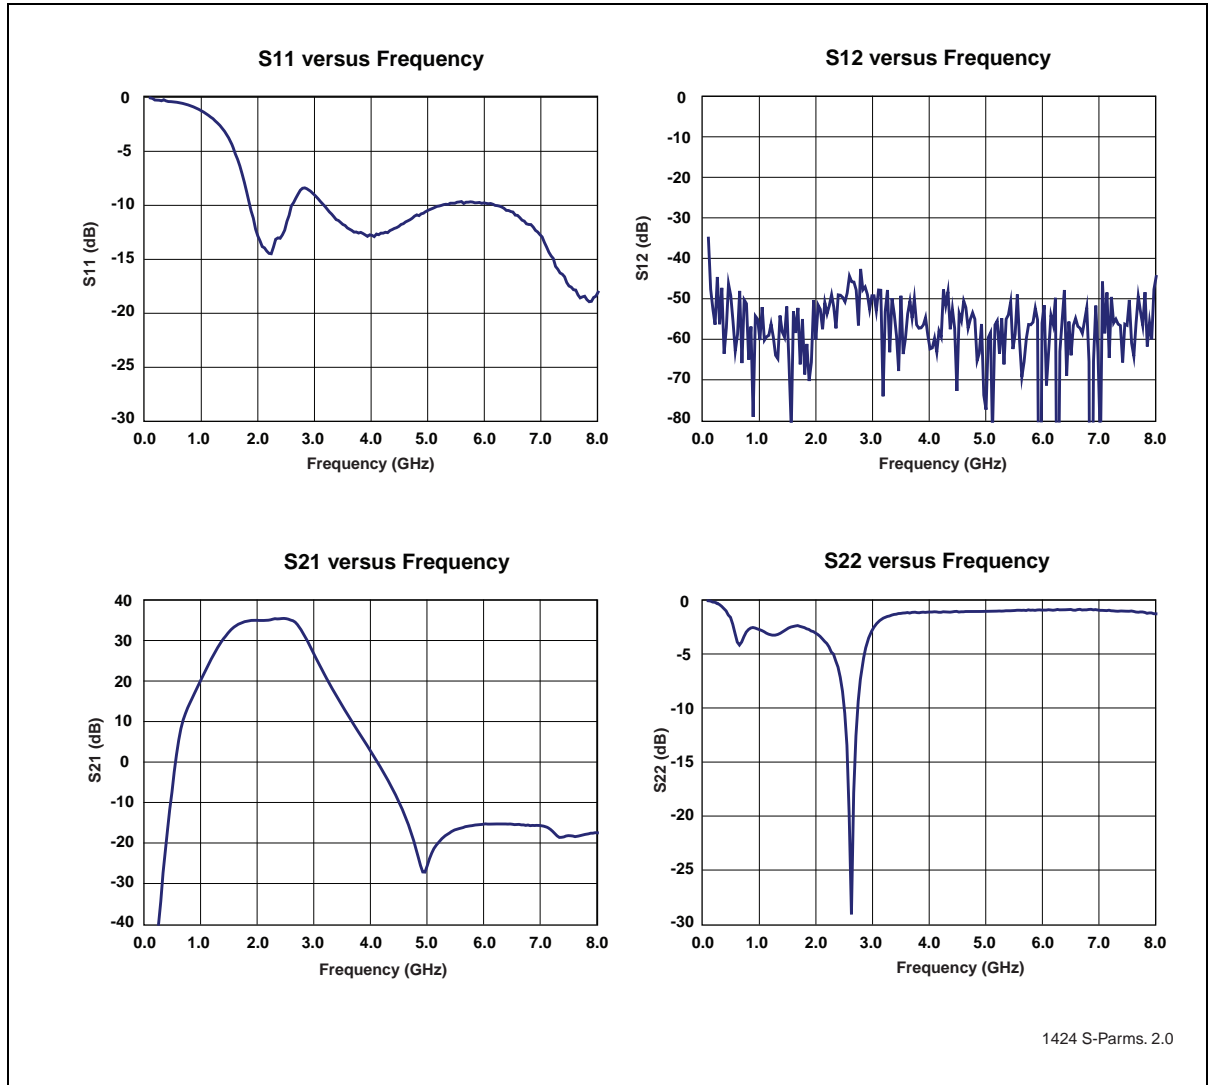 S11 versus Frequency
0
-5
-10
-15
-20
-25
-30
S11 (dB)
0.0 1.0 2.0 3.0 4.0 5.0 6.0 7.0 8.0
Frequency (GHz)
S12 versus Frequency
0
-10
-20
-30
-40
-50
-60
-70
-80
S12 (dB)
0.0 1.0 2.0 3.0 4.0 5.0 6.0 7.0 8.0
Frequency (GHz)
S21 versus Frequency
40
30
20
10
0
-10
-20
-30
-40
S21 (dB)
0.0 1.0 2.0 3.0 4.0 5.0 6.0 7.0 8.0
Frequency (GHz)
S22 versus Frequency
0
-5
-10
-15
-20
-25
-30
S22 (dB)
0.0 1.0 2.0 3.0 4.0 5.0 6.0 7.0 8.0
Frequency (GHz)
1424 S-Parms. 2.0